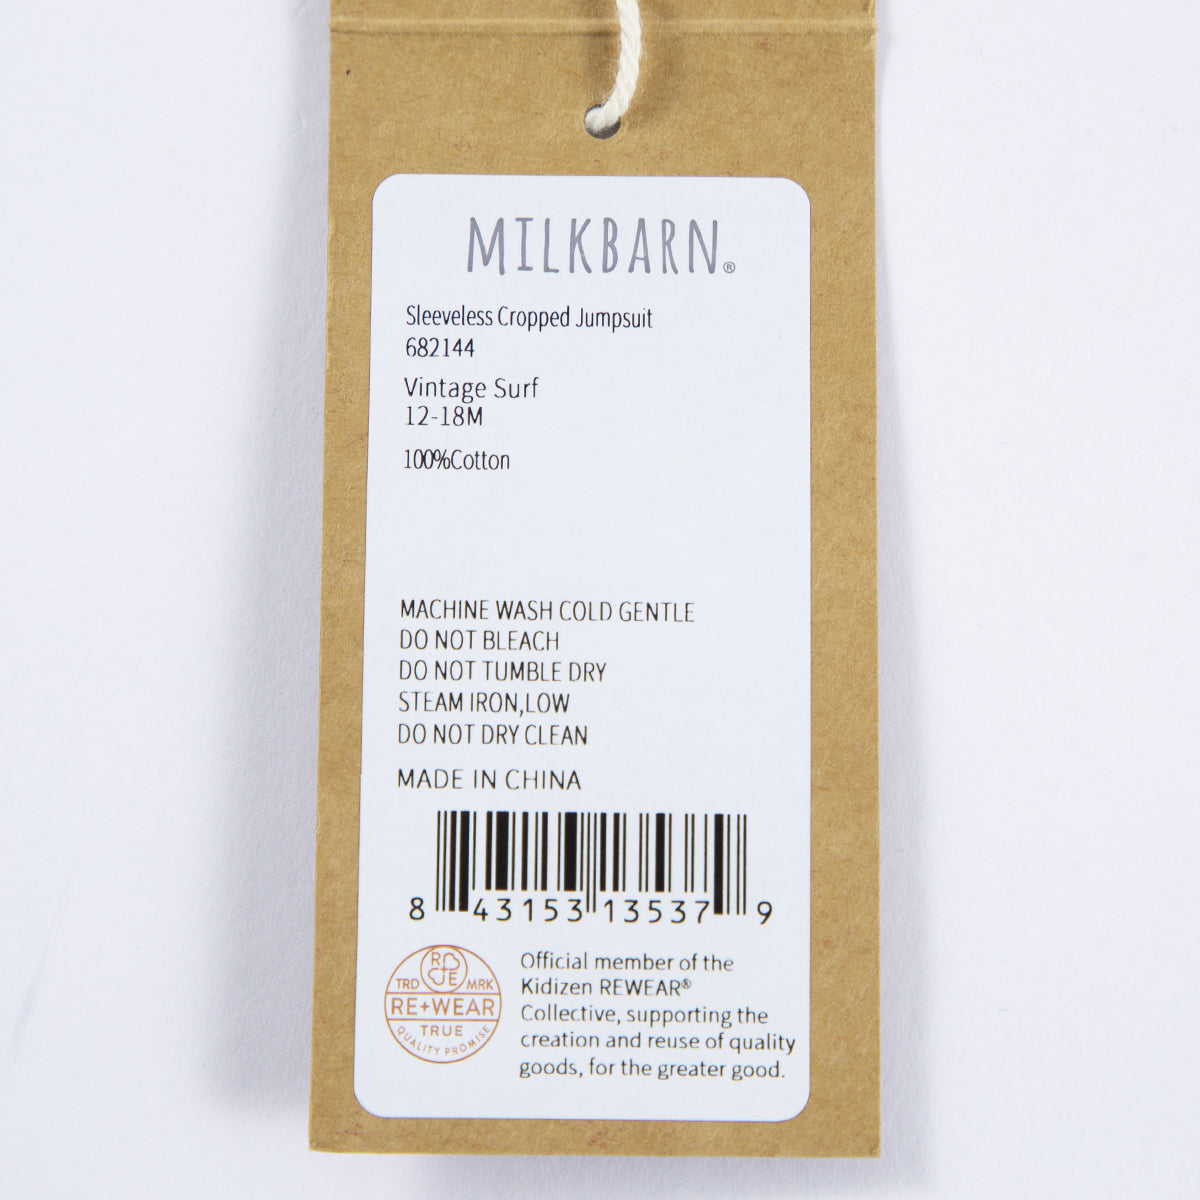 MILKBARN®
Sleeveless Cropped Jumpsuit
682144
Vintage Surf
12-18M
100%Cotton
MACHINE WASH COLD GENTLE
DO NOT BLEACH
DO NOT TUMBLE DRY
STEAM IRON,LOW
DO NOT DRY CLEAN
MADE IN CHINA
8 43153 13537 9
R E
TRD MRK
RE+WEAR
TRUE
QUALITY PROMISE
Official member of the
Kidizen REWEAR®
Collective, supporting the
creation and reuse of quality
goods, for the greater good.